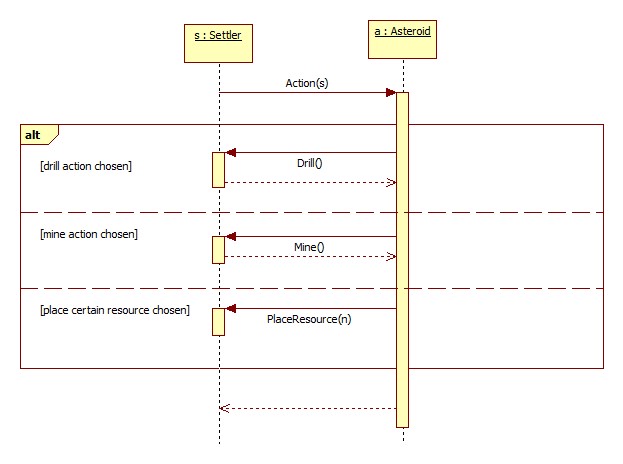 s : Settler
a : Asteroid
Action(s)
alt
[drill action chosen]
Drill()
[mine action chosen]
Mine()
[place certain resource chosen]
PlaceResource(n)